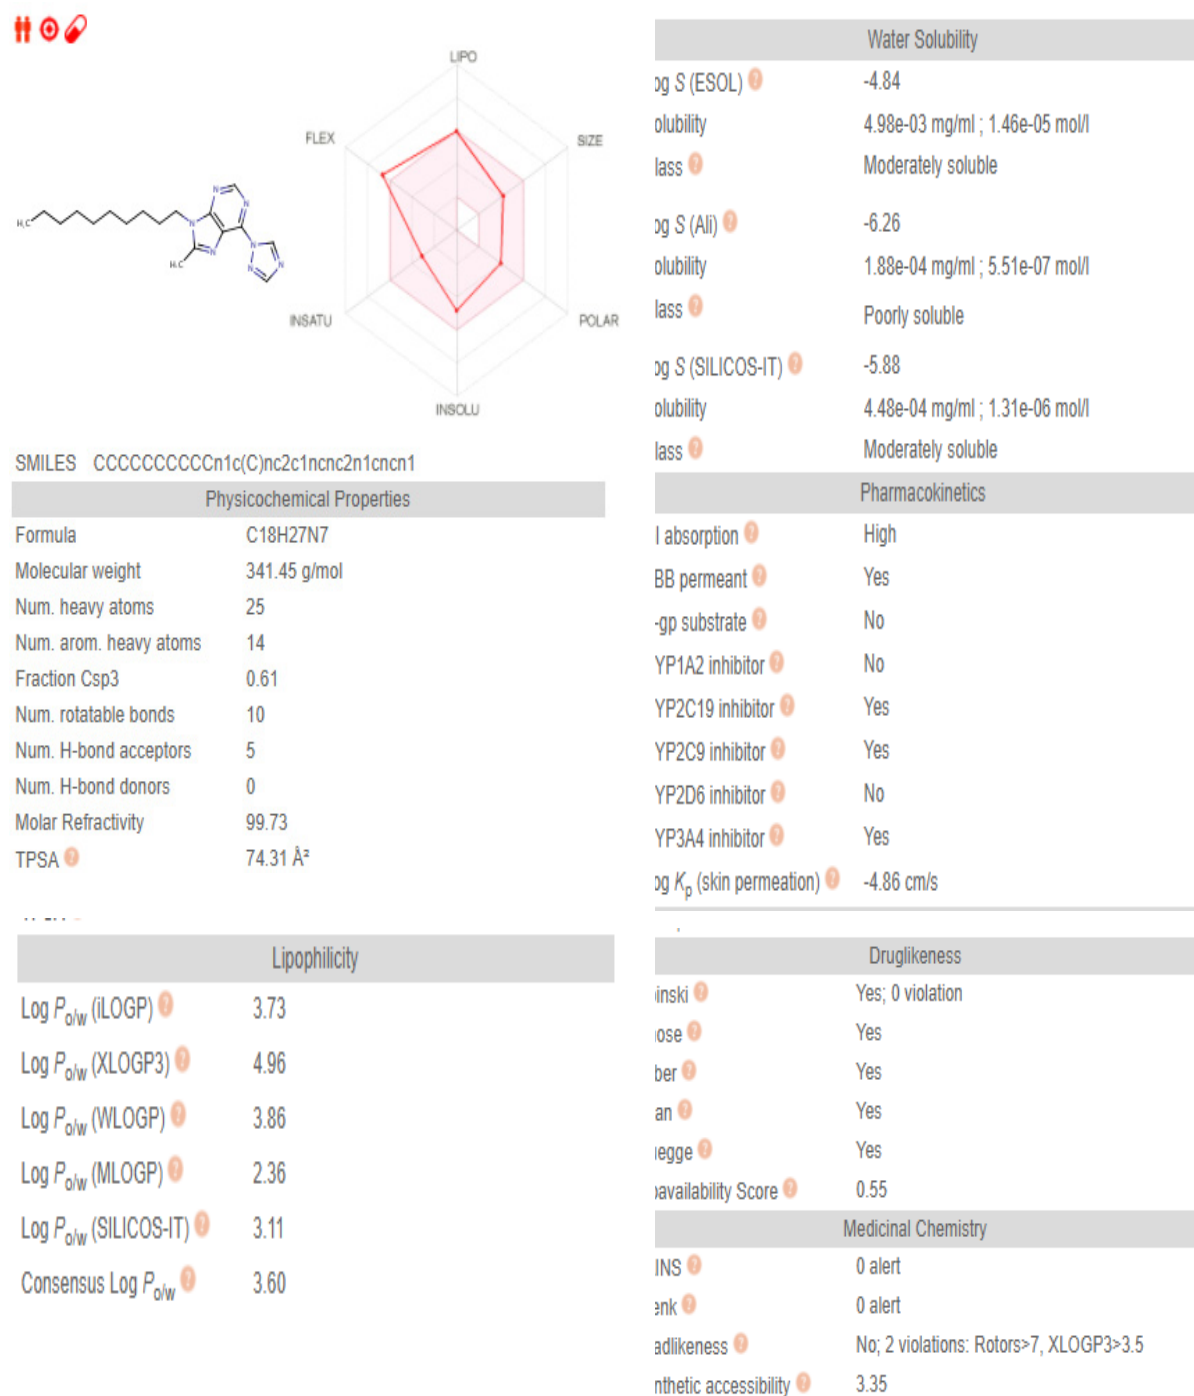 LIPO
FLEX
SIZE
H₃C
N
N
N
N
N
N
N
H₃C
INSATU
POLAR
INSOLU
SMILES CCCCCCCCCCn1c(C)nc2c1ncnc2n1cncn1
Physicochemical Properties
Formula C18H27N7
Molecular weight 341.45 g/mol
Num. heavy atoms 25
Num. arom. heavy atoms 14
Fraction Csp3 0.61
Num. rotatable bonds 10
Num. H-bond acceptors 5
Num. H-bond donors 0
Molar Refractivity 99.73
TPSA ? 74.31 Å²
Lipophilicity
Log Po/w (iLOGP) ? 3.73
Log Po/w (XLOGP3) ? 4.96
Log Po/w (WLOGP) ? 3.86
Log Po/w (MLOGP) ? 2.36
Log Po/w (SILICOS-IT) ? 3.11
Consensus Log Po/w ? 3.60
Water Solubility
og S (ESOL) ? -4.84
olubility 4.98e-03 mg/ml ; 1.46e-05 mol/l
lass ? Moderately soluble
og S (Ali) ? -6.26
olubility 1.88e-04 mg/ml ; 5.51e-07 mol/l
lass ? Poorly soluble
og S (SILICOS-IT) ? -5.88
olubility 4.48e-04 mg/ml ; 1.31e-06 mol/l
lass ? Moderately soluble
Pharmacokinetics
I absorption ? High
BB permeant ? Yes
-gp substrate ? No
YP1A2 inhibitor ? No
YP2C19 inhibitor ? Yes
YP2C9 inhibitor ? Yes
YP2D6 inhibitor ? No
YP3A4 inhibitor ? Yes
og Kp (skin permeation) ? -4.86 cm/s
Druglikeness
inski ? Yes; 0 violation
ose ? Yes
ber ? Yes
an ? Yes
egge ? Yes
oavailability Score ? 0.55
Medicinal Chemistry
INS ? 0 alert
enk ? 0 alert
adlikeness ? No; 2 violations: Rotors>7, XLOGP3>3.5
nthetic accessibility ? 3.35